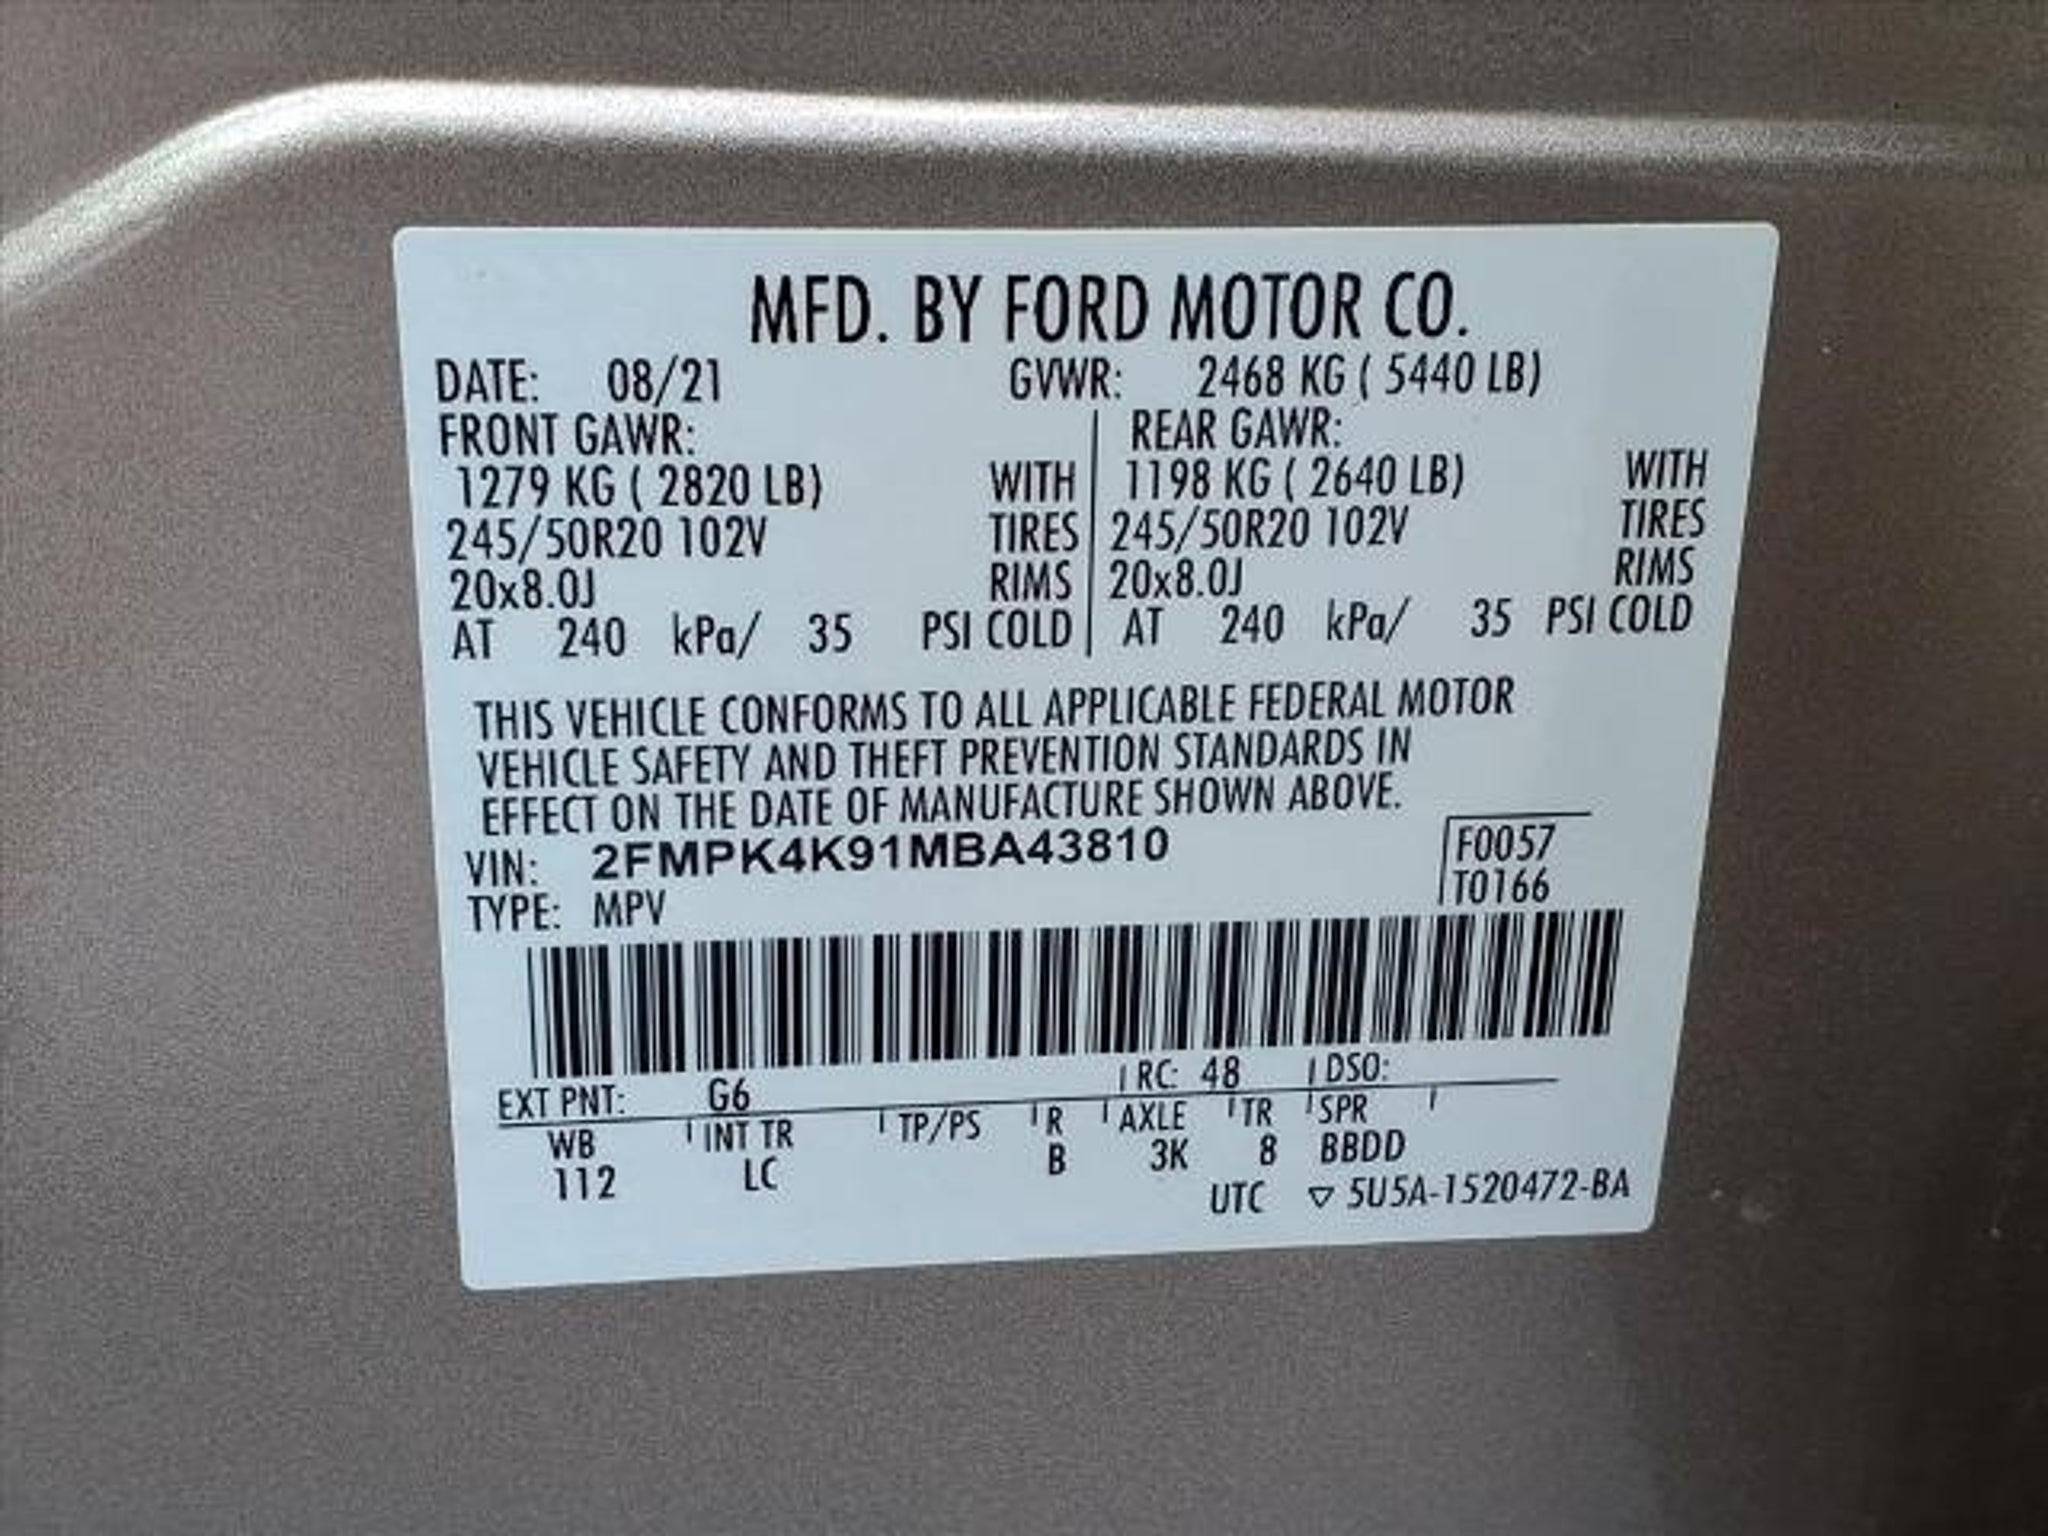 MFD. BY FORD MOTOR CO.
DATE: 08/21 GVWR: 2468 KG ( 5440 LB)
FRONT GAWR: REAR GAWR:
1279 KG ( 2820 LB) WITH 1198 KG ( 2640 LB) WITH
245/50R20 102V TIRES 245/50R20 102V TIRES
20x8.0J RIMS 20x8.0J RIMS
AT 240 kPa/ 35 PSI COLD AT 240 kPa/ 35 PSI COLD
THIS VEHICLE CONFORMS TO ALL APPLICABLE FEDERAL MOTOR
VEHICLE SAFETY AND THEFT PREVENTION STANDARDS IN
EFFECT ON THE DATE OF MANUFACTURE SHOWN ABOVE.
VIN: 2FMPK4K91MBA43810 F0057
TYPE: MPV T0166
EXT PNT: G6 RC: 48 DSO:
WB INT TR TP/PS R AXLE TR SPR
112 LC B 3K 8 BBDD
UTC ▽ 5U5A-1520472-BA